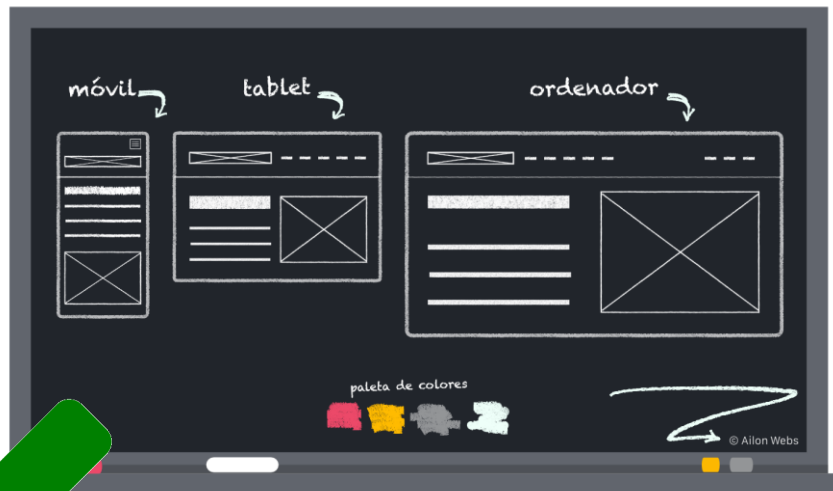 móvil
tablet
ordenador
paleta de colores
© Ailon Webs